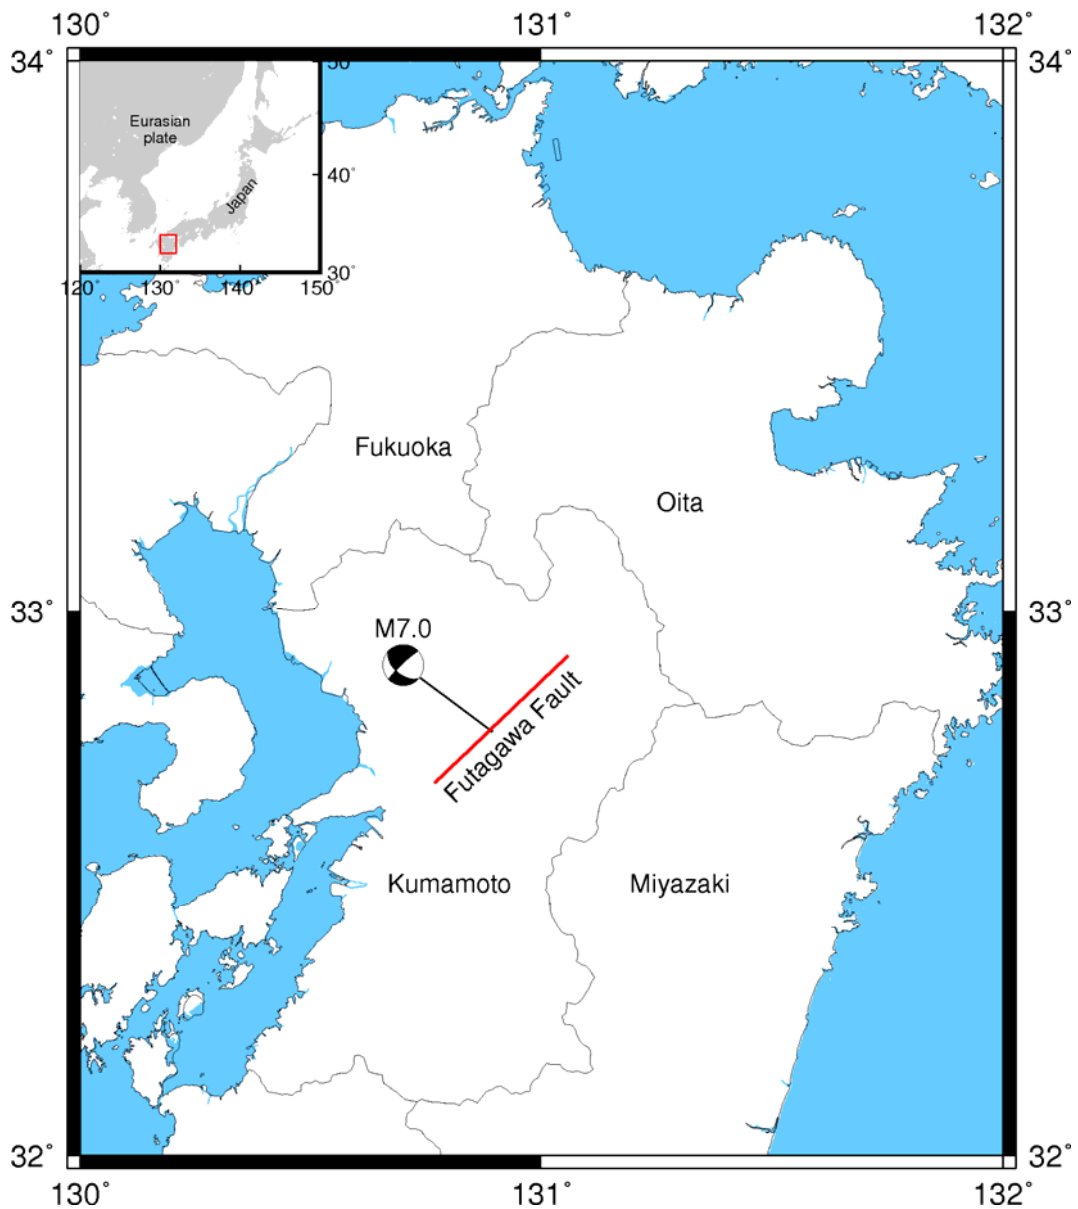 130° 131° 132°
34° 34°
50°
Eurasian
plate
40°
Japan
30°
120° 130° 140° 150°
Fukuoka
Oita
33° 33°
M7.0
Futagawa Fault
Kumamoto Miyazaki
32° 32°
130° 131° 132°